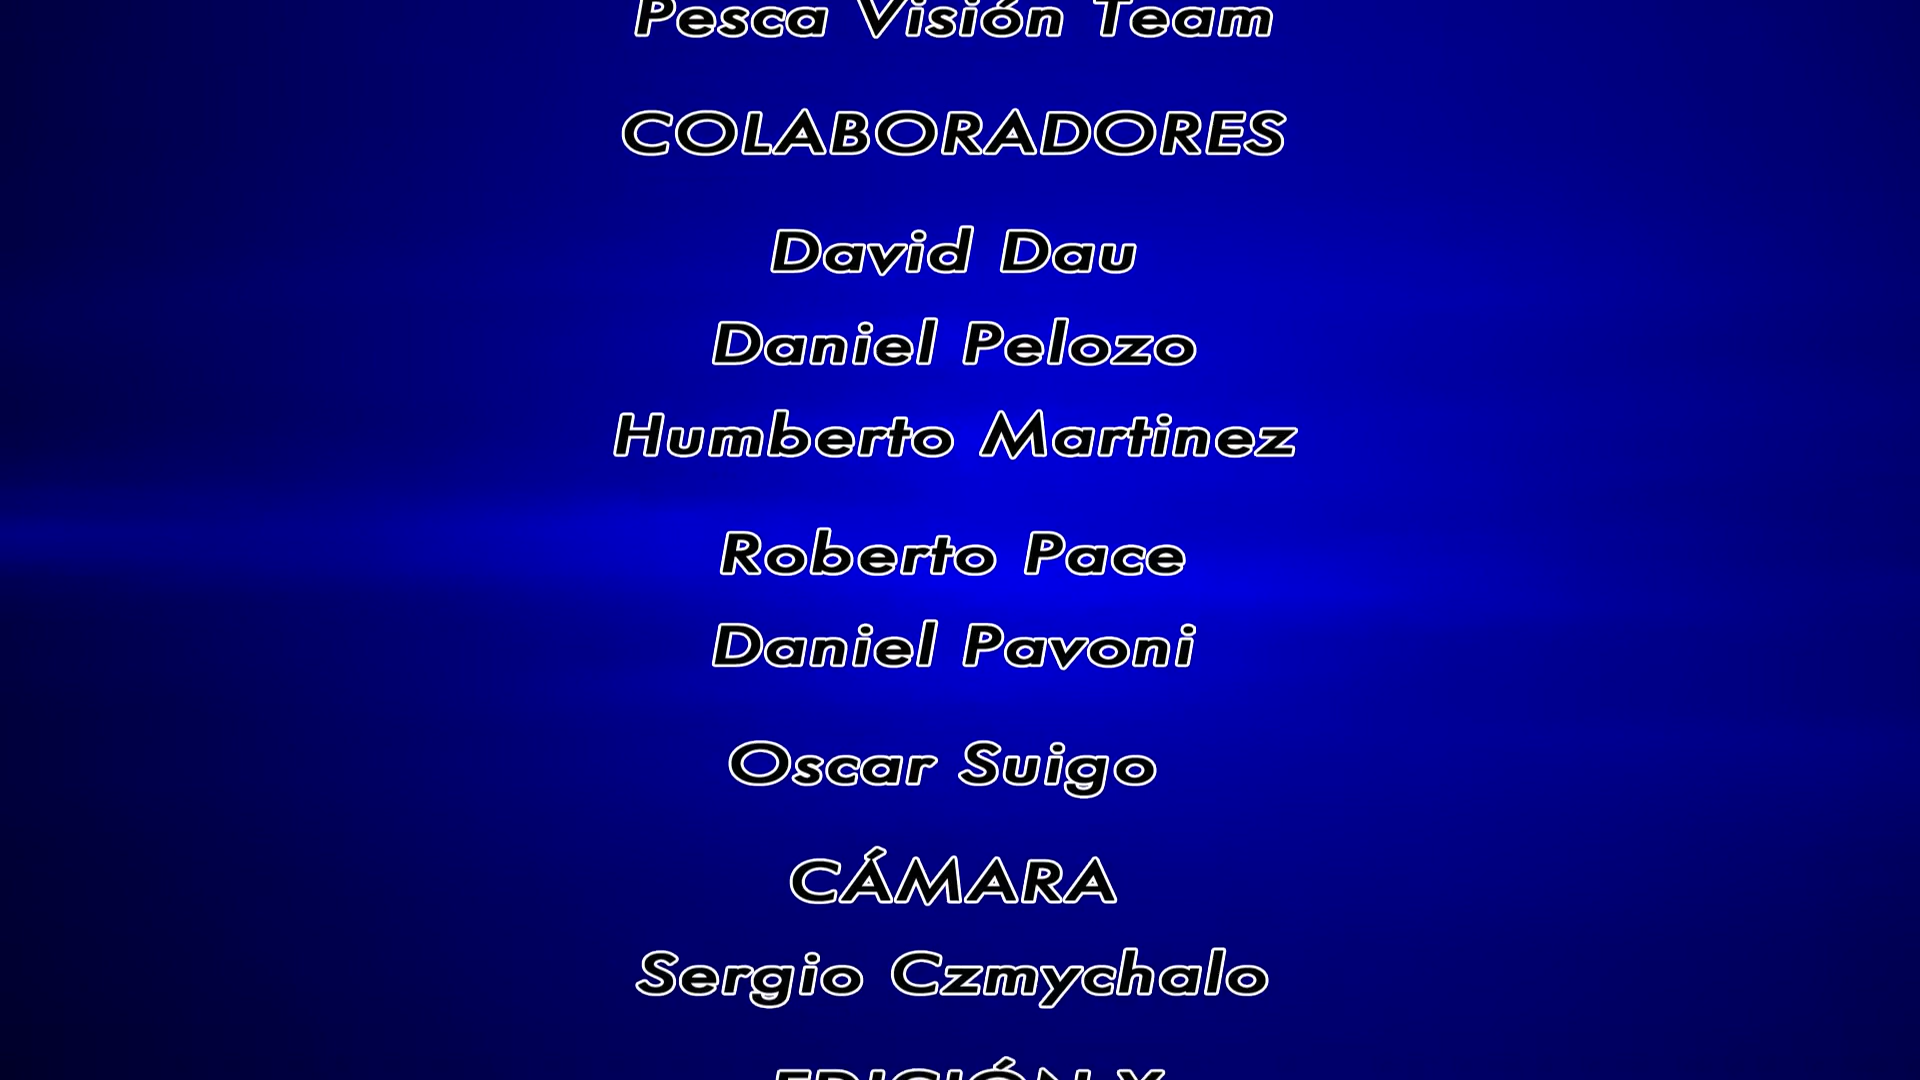 Pesca Visión Team
COLABORADORES
David Dau
Daniel Pelozo
Humberto Martinez
Roberto Pace
Daniel Pavoni
Oscar Suigo
CÁMARA
Sergio Czmychalo
EDICIÓN Y